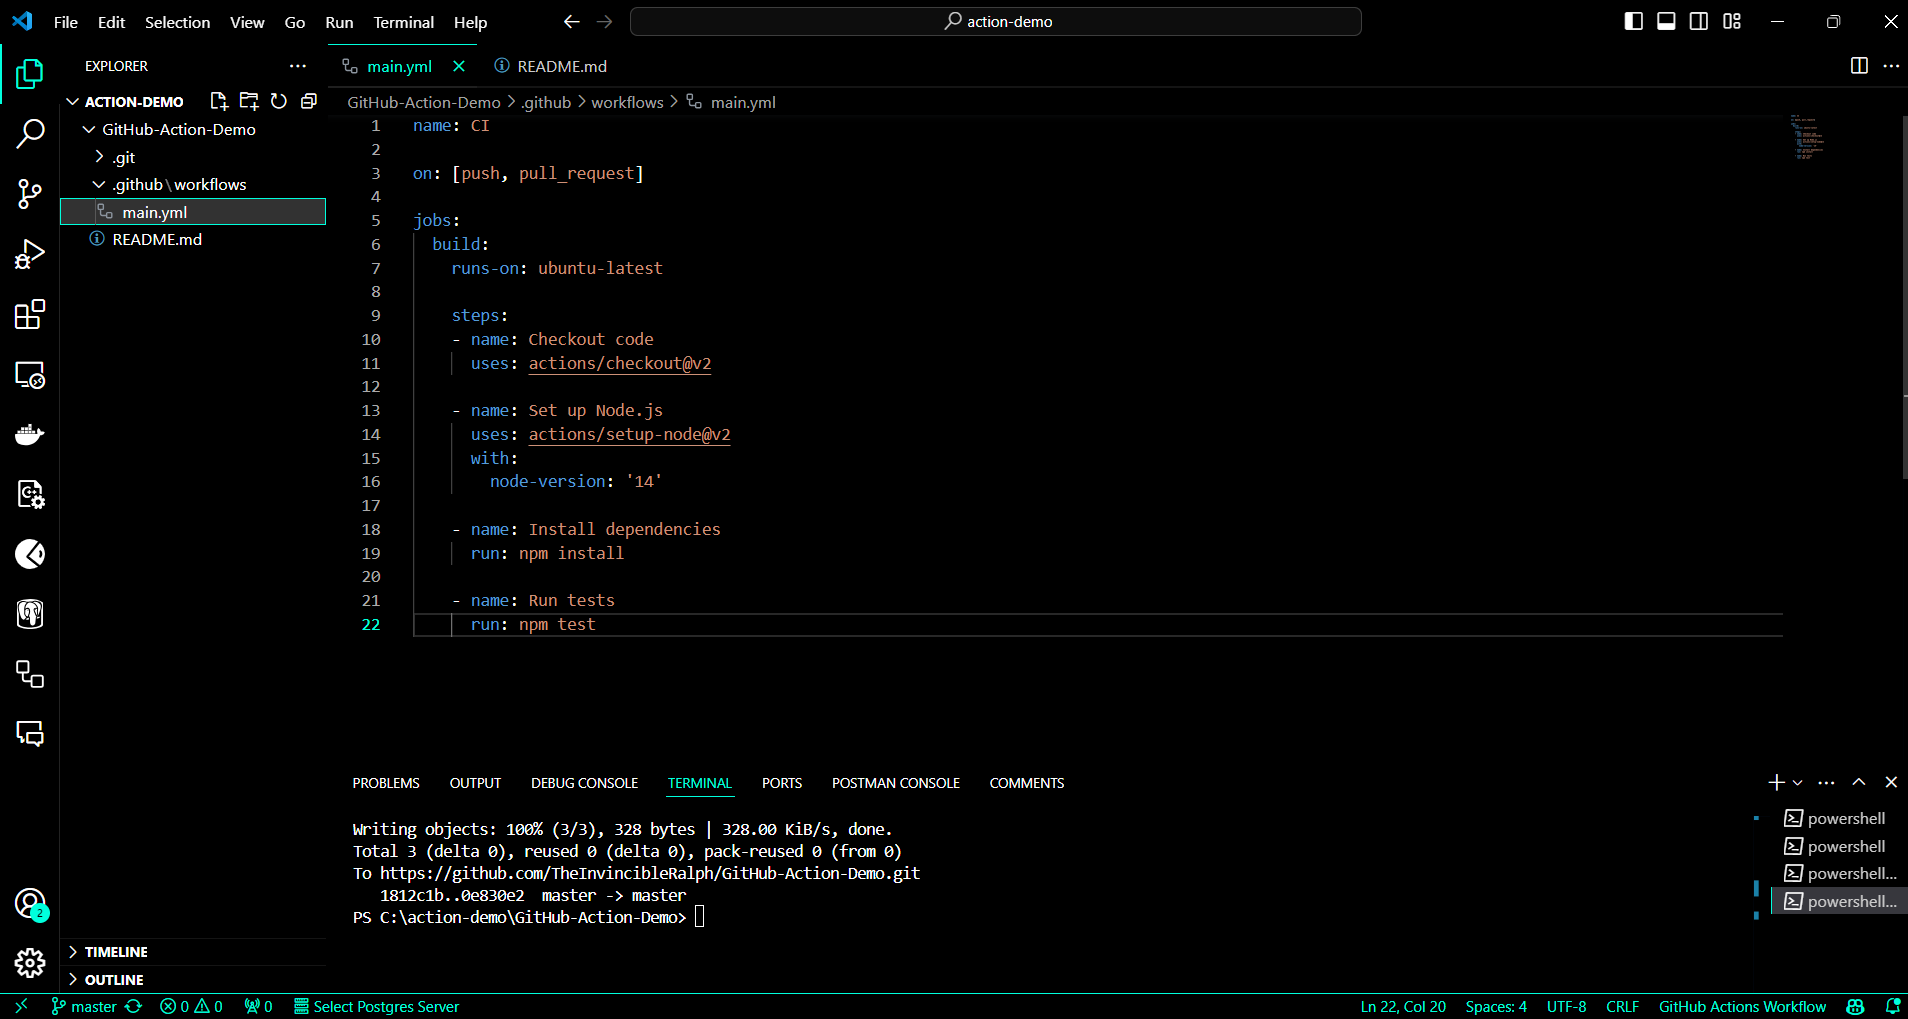 File Edit Selection View Go Run Terminal Help
action-demo
EXPLORER
ACTION-DEMO
GitHub-Action-Demo
.git
.github\workflows
main.yml
README.md
TIMELINE
OUTLINE
main.yml README.md
GitHub-Action-Demo > .github > workflows > main.yml
1 name: CI
2
3 on: [push, pull_request]
4
5 jobs:
6 build:
7 runs-on: ubuntu-latest
8
9 steps:
10 - name: Checkout code
11 uses: actions/checkout@v2
12
13 - name: Set up Node.js
14 uses: actions/setup-node@v2
15 with:
16 node-version: '14'
17
18 - name: Install dependencies
19 run: npm install
20
21 - name: Run tests
22 run: npm test
PROBLEMS OUTPUT DEBUG CONSOLE TERMINAL PORTS POSTMAN CONSOLE COMMENTS
Writing objects: 100% (3/3), 328 bytes | 328.00 KiB/s, done.
Total 3 (delta 0), reused 0 (delta 0), pack-reused 0 (from 0)
To https://github.com/TheInvincibleRalph/GitHub-Action-Demo.git
1812c1b..0e830e2 master -> master
PS C:\action-demo\GitHub-Action-Demo>
powershell
powershell
powershell...
powershell...
2
master 0 0 0 Select Postgres Server Ln 22, Col 20 Spaces: 4 UTF-8 CRLF GitHub Actions Workflow